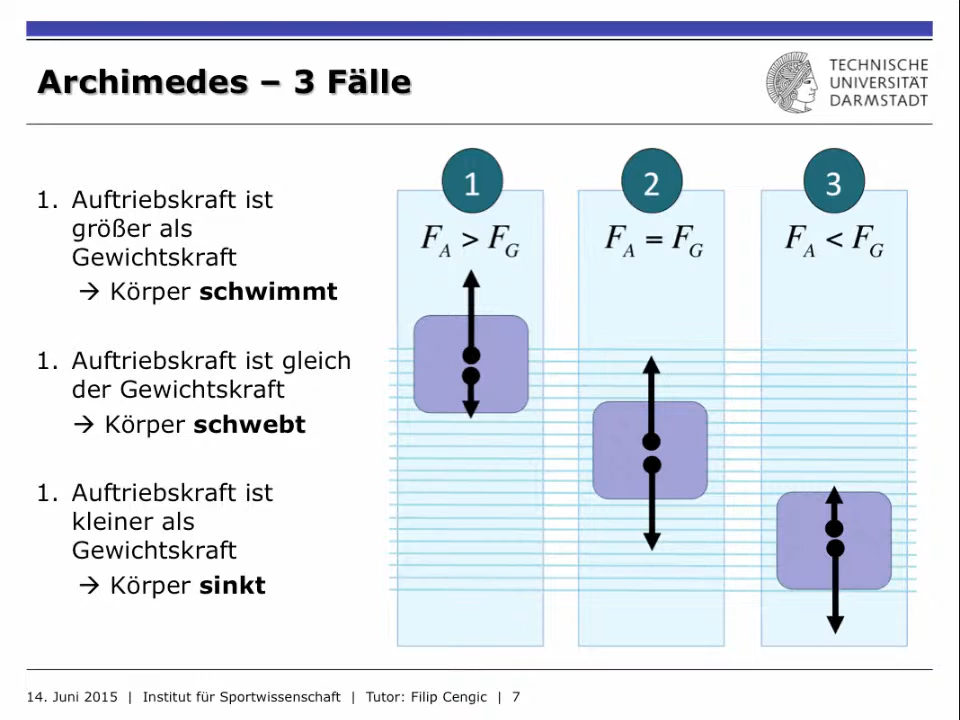 Archimedes – 3 Fälle
TECHNISCHE
UNIVERSITÄT
DARMSTADT
1. Auftriebskraft ist
größer als
Gewichtskraft
→ Körper schwimmt
1. Auftriebskraft ist gleich
der Gewichtskraft
→ Körper schwebt
1. Auftriebskraft ist
kleiner als
Gewichtskraft
→ Körper sinkt
1
F_A > F_G
2
F_A = F_G
3
F_A < F_G
14. Juni 2015 | Institut für Sportwissenschaft | Tutor: Filip Cengic | 7